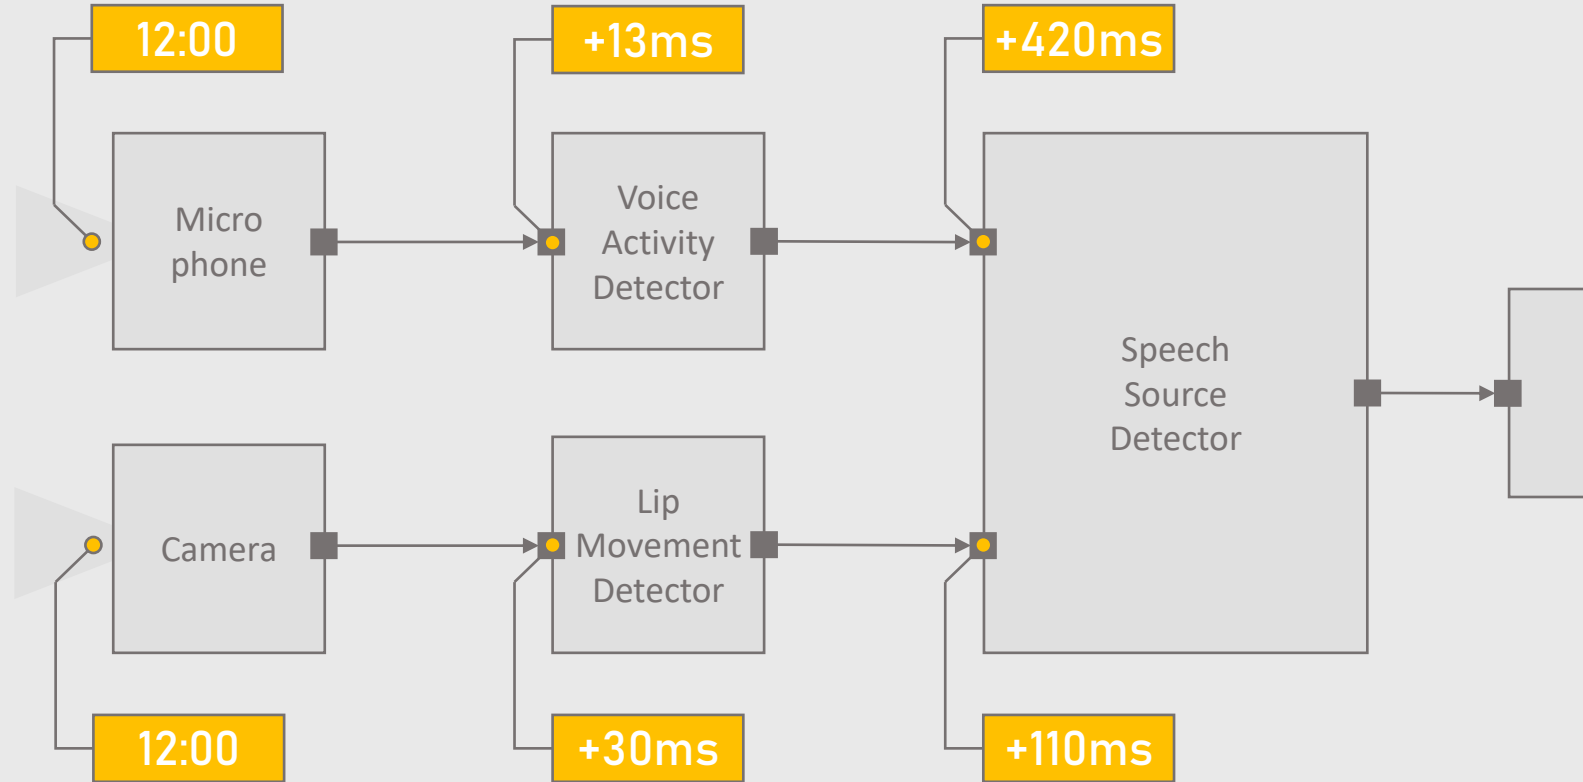 12:00
+13ms
+420ms
Micro
phone
Voice
Activity
Detector
Speech
Source
Detector
Camera
Lip
Movement
Detector
12:00
+30ms
+110ms